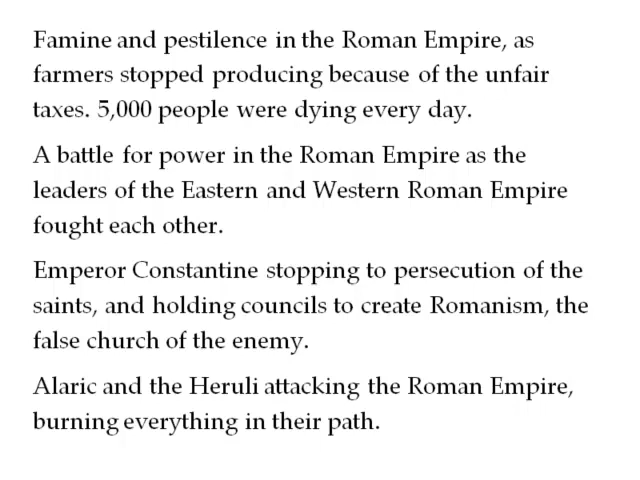 Famine and pestilence in the Roman Empire, as
farmers stopped producing because of the unfair
taxes. 5,000 people were dying every day.
A battle for power in the Roman Empire as the
leaders of the Eastern and Western Roman Empire
fought each other.
Emperor Constantine stopping to persecution of the
saints, and holding councils to create Romanism, the
false church of the enemy.
Alaric and the Heruli attacking the Roman Empire,
burning everything in their path.